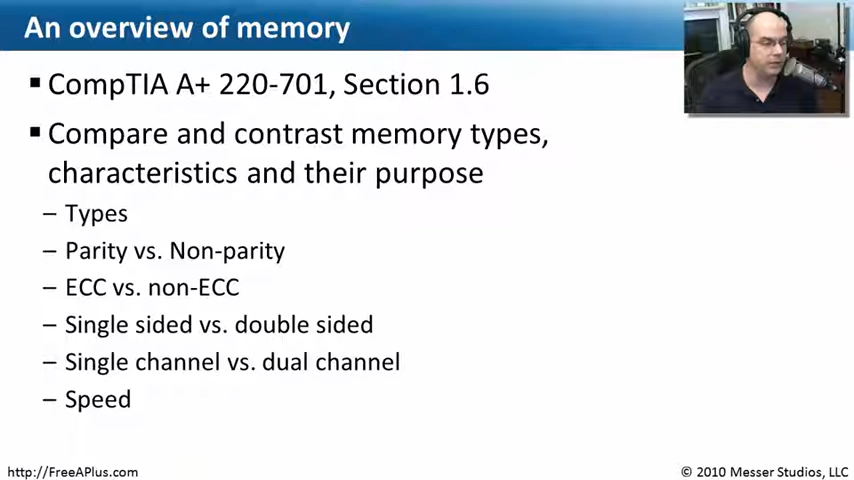 An overview of memory
▪ CompTIA A+ 220-701, Section 1.6
▪ Compare and contrast memory types,
characteristics and their purpose
– Types
– Parity vs. Non-parity
– ECC vs. non-ECC
– Single sided vs. double sided
– Single channel vs. dual channel
– Speed
http://FreeAPlus.com
© 2010 Messer Studios, LLC